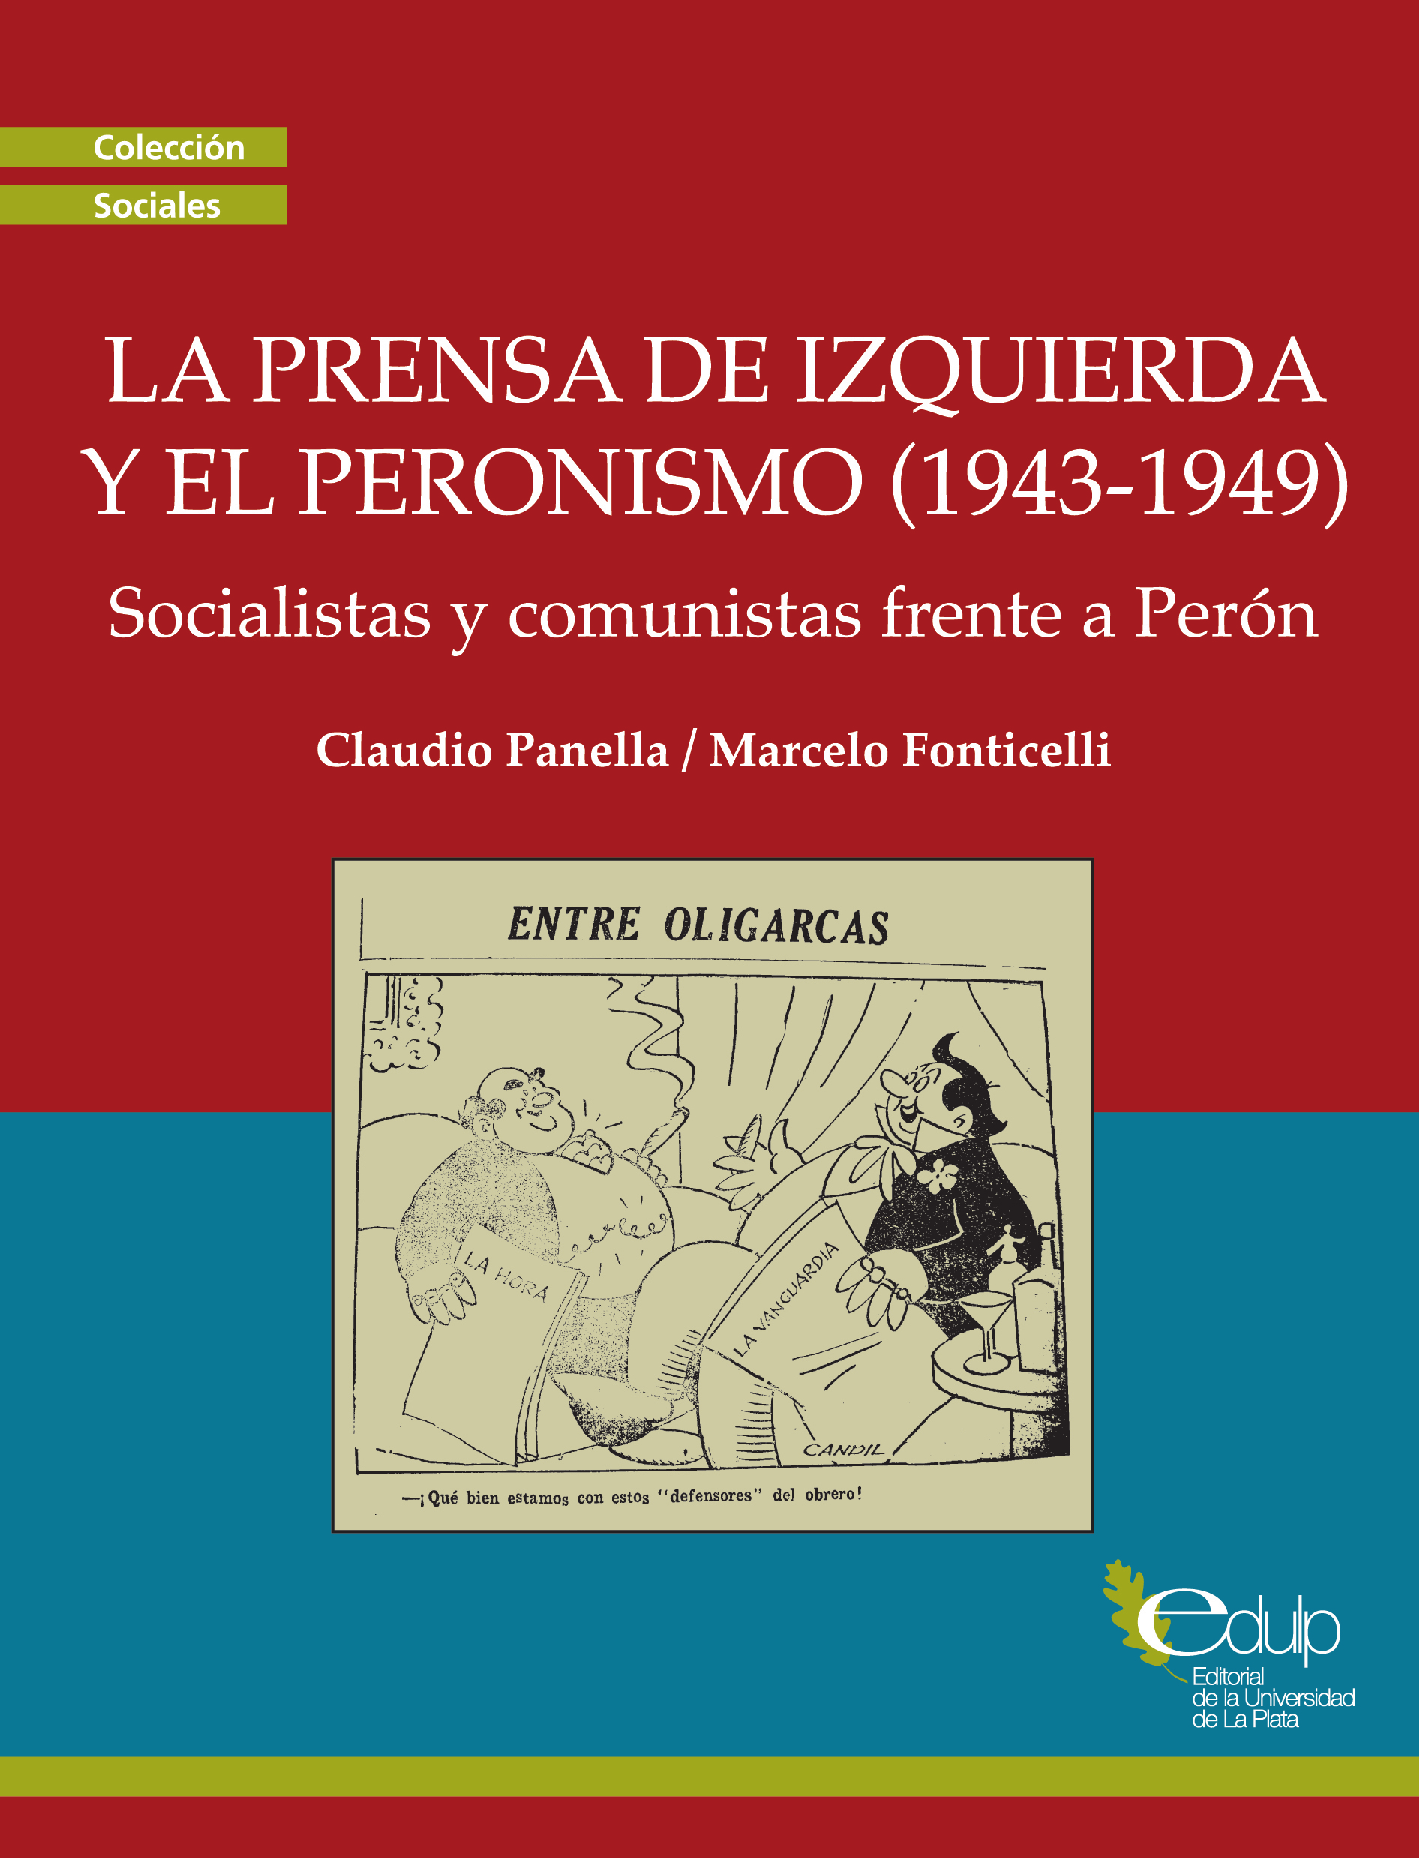 Colección
Sociales
LA PRENSA DE IZQUIERDA
Y EL PERONISMO (1943-1949)
Socialistas y comunistas frente a Perón
Claudio Panella / Marcelo Fonticelli
ENTRE OLIGARCAS
LA HORA
LA VANGUARDIA
CANDIL
—¡Qué bien estamos con estos "defensores" del obrero!
edulp
Editorial
de la Universidad
de La Plata